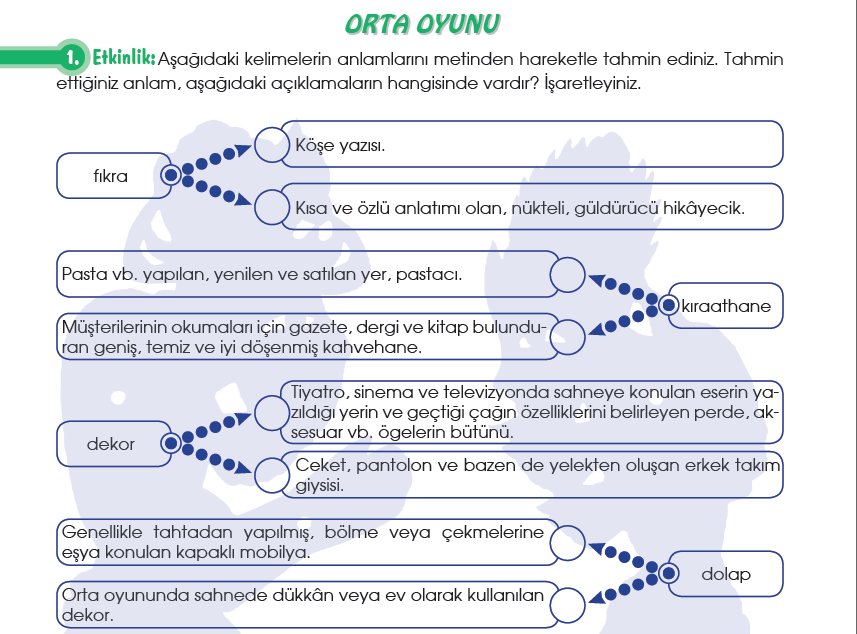 ORTA OYUNU
1. Etkinlik: Aşağıdaki kelimelerin anlamlarını metinden hareketle tahmin ediniz. Tahmin
ettiğiniz anlam, aşağıdaki açıklamaların hangisinde vardır? İşaretleyiniz.
fıkra
Köşe yazısı.
Kısa ve özlü anlatımı olan, nükteli, güldürücü hikâyecik.
Pasta vb. yapılan, yenilen ve satılan yer, pastacı.
kıraathane
Müşterilerinin okumaları için gazete, dergi ve kitap bulundu-
ran geniş, temiz ve iyi döşenmiş kahvehane.
dekor
Tiyatro, sinema ve televizyonda sahneye konulan eserin ya-
zıldığı yerin ve geçtiği çağın özelliklerini belirleyen perde, ak-
sesuar vb. ögelerin bütünü.
Ceket, pantolon ve bazen de yelekten oluşan erkek takım
giysisi.
Genellikle tahtadan yapılmış, bölme veya çekmelerine
eşya konulan kapaklı mobilya.
dolap
Orta oyununda sahnede dükkân veya ev olarak kullanılan
dekor.